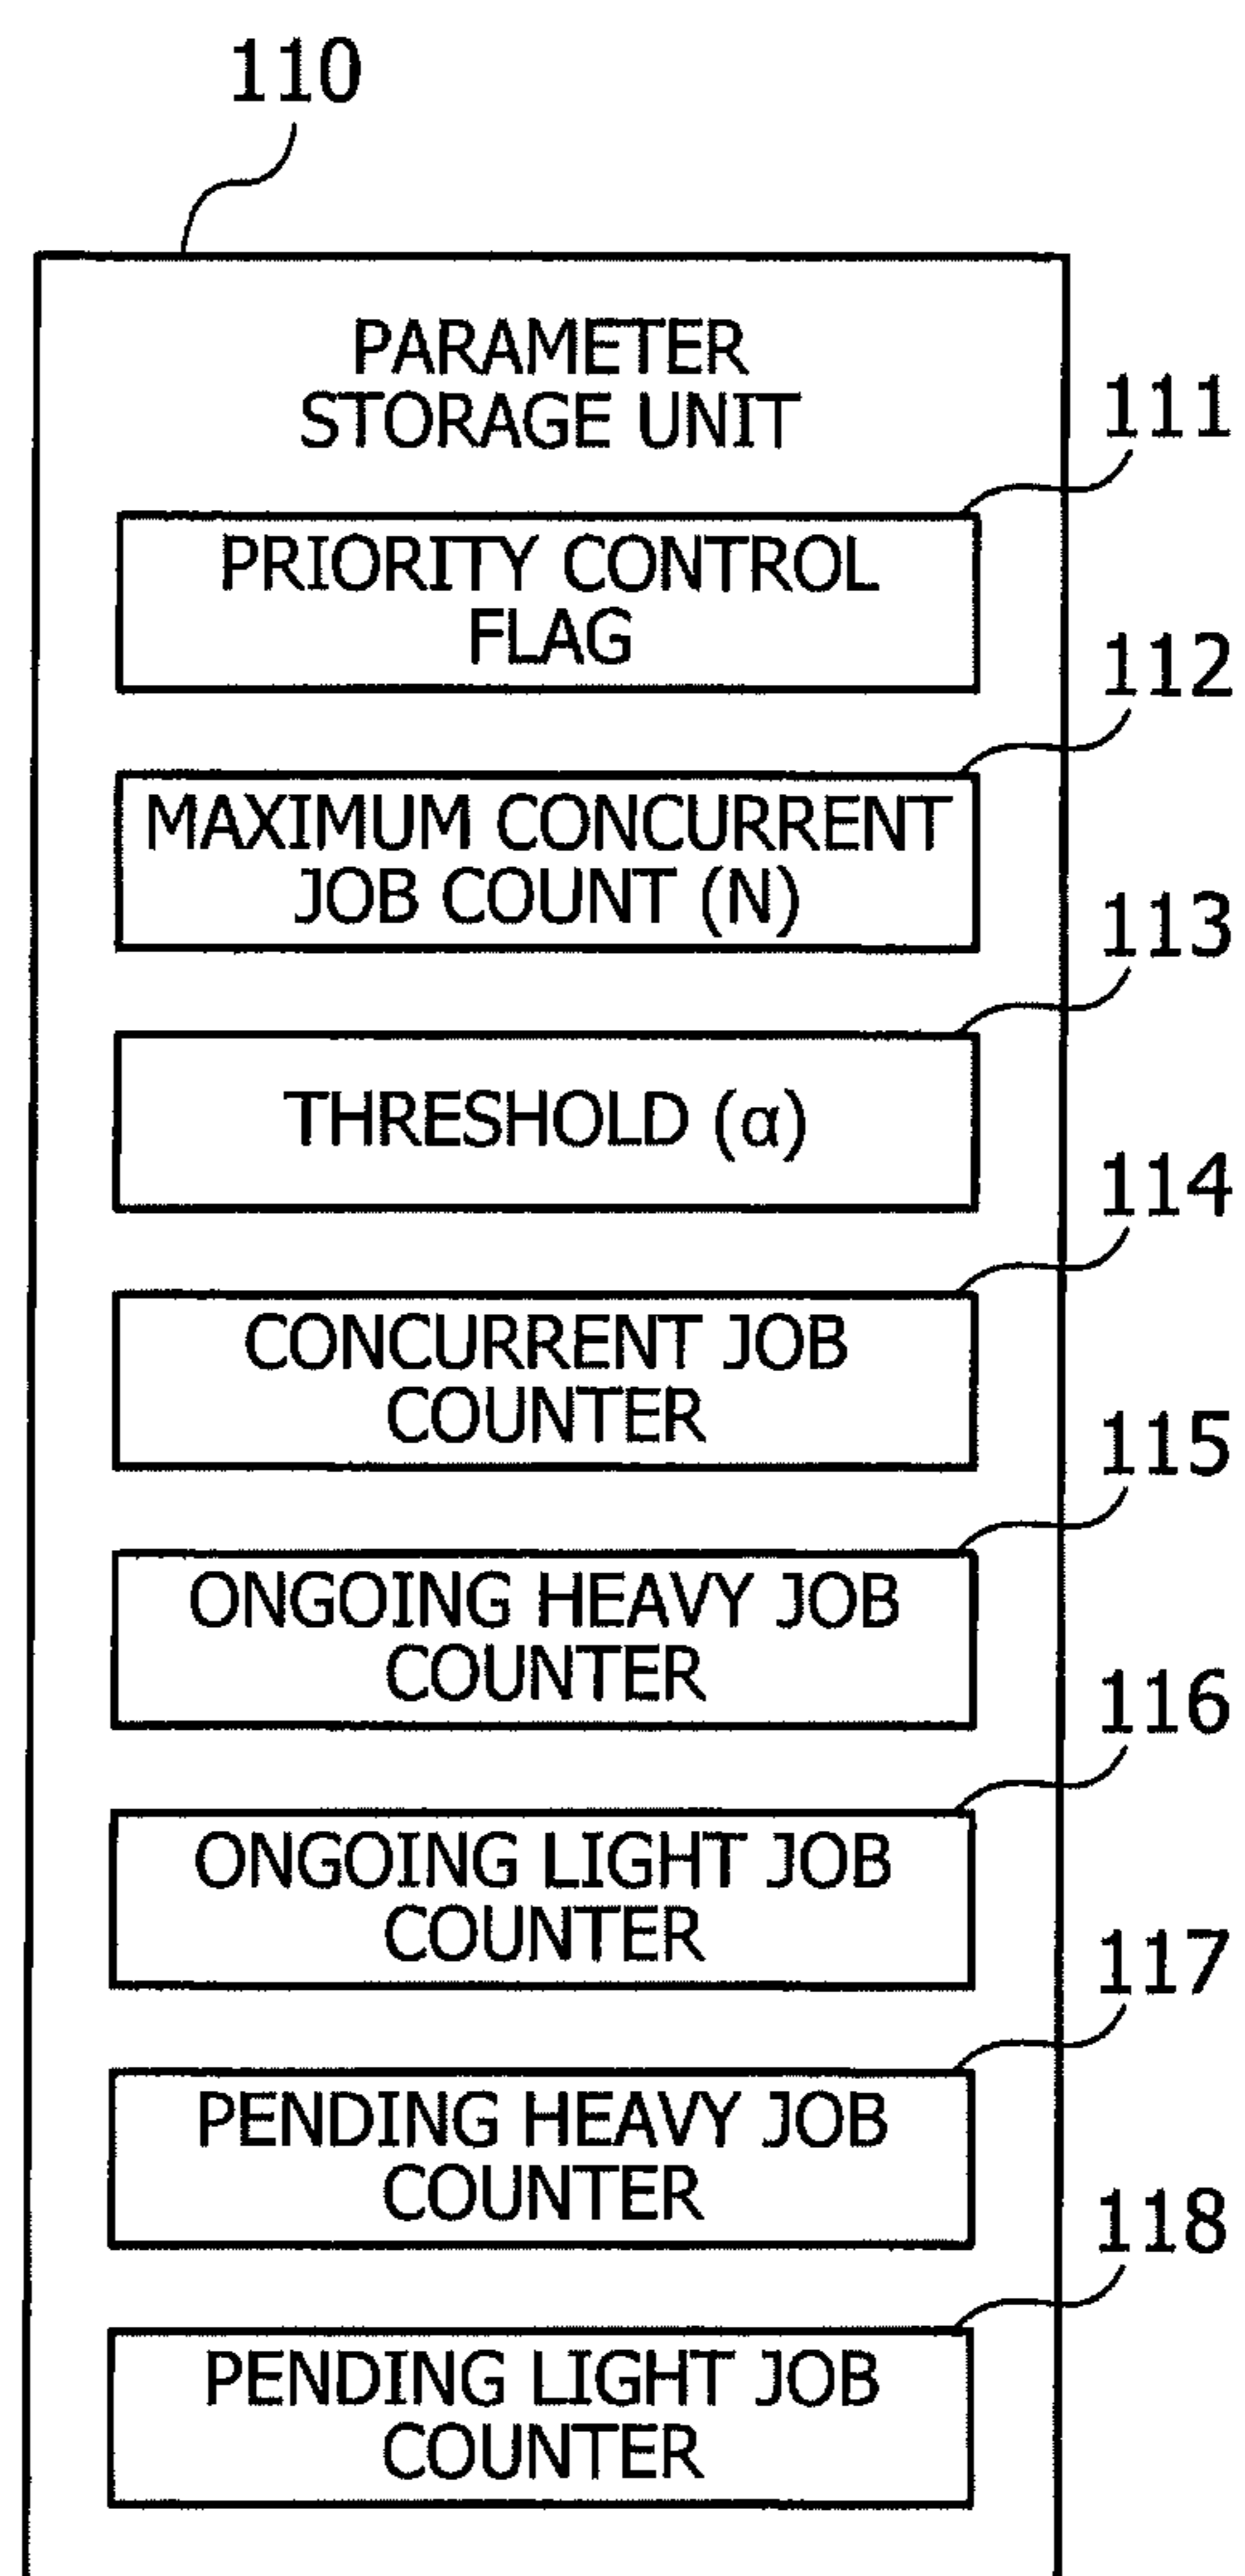 110
PARAMETER
STORAGE UNIT
111
PRIORITY CONTROL
FLAG
112
MAXIMUM CONCURRENT
JOB COUNT (N)
113
THRESHOLD (α)
114
CONCURRENT JOB
COUNTER
115
ONGOING HEAVY JOB
COUNTER
116
ONGOING LIGHT JOB
COUNTER
117
PENDING HEAVY JOB
COUNTER
118
PENDING LIGHT JOB
COUNTER